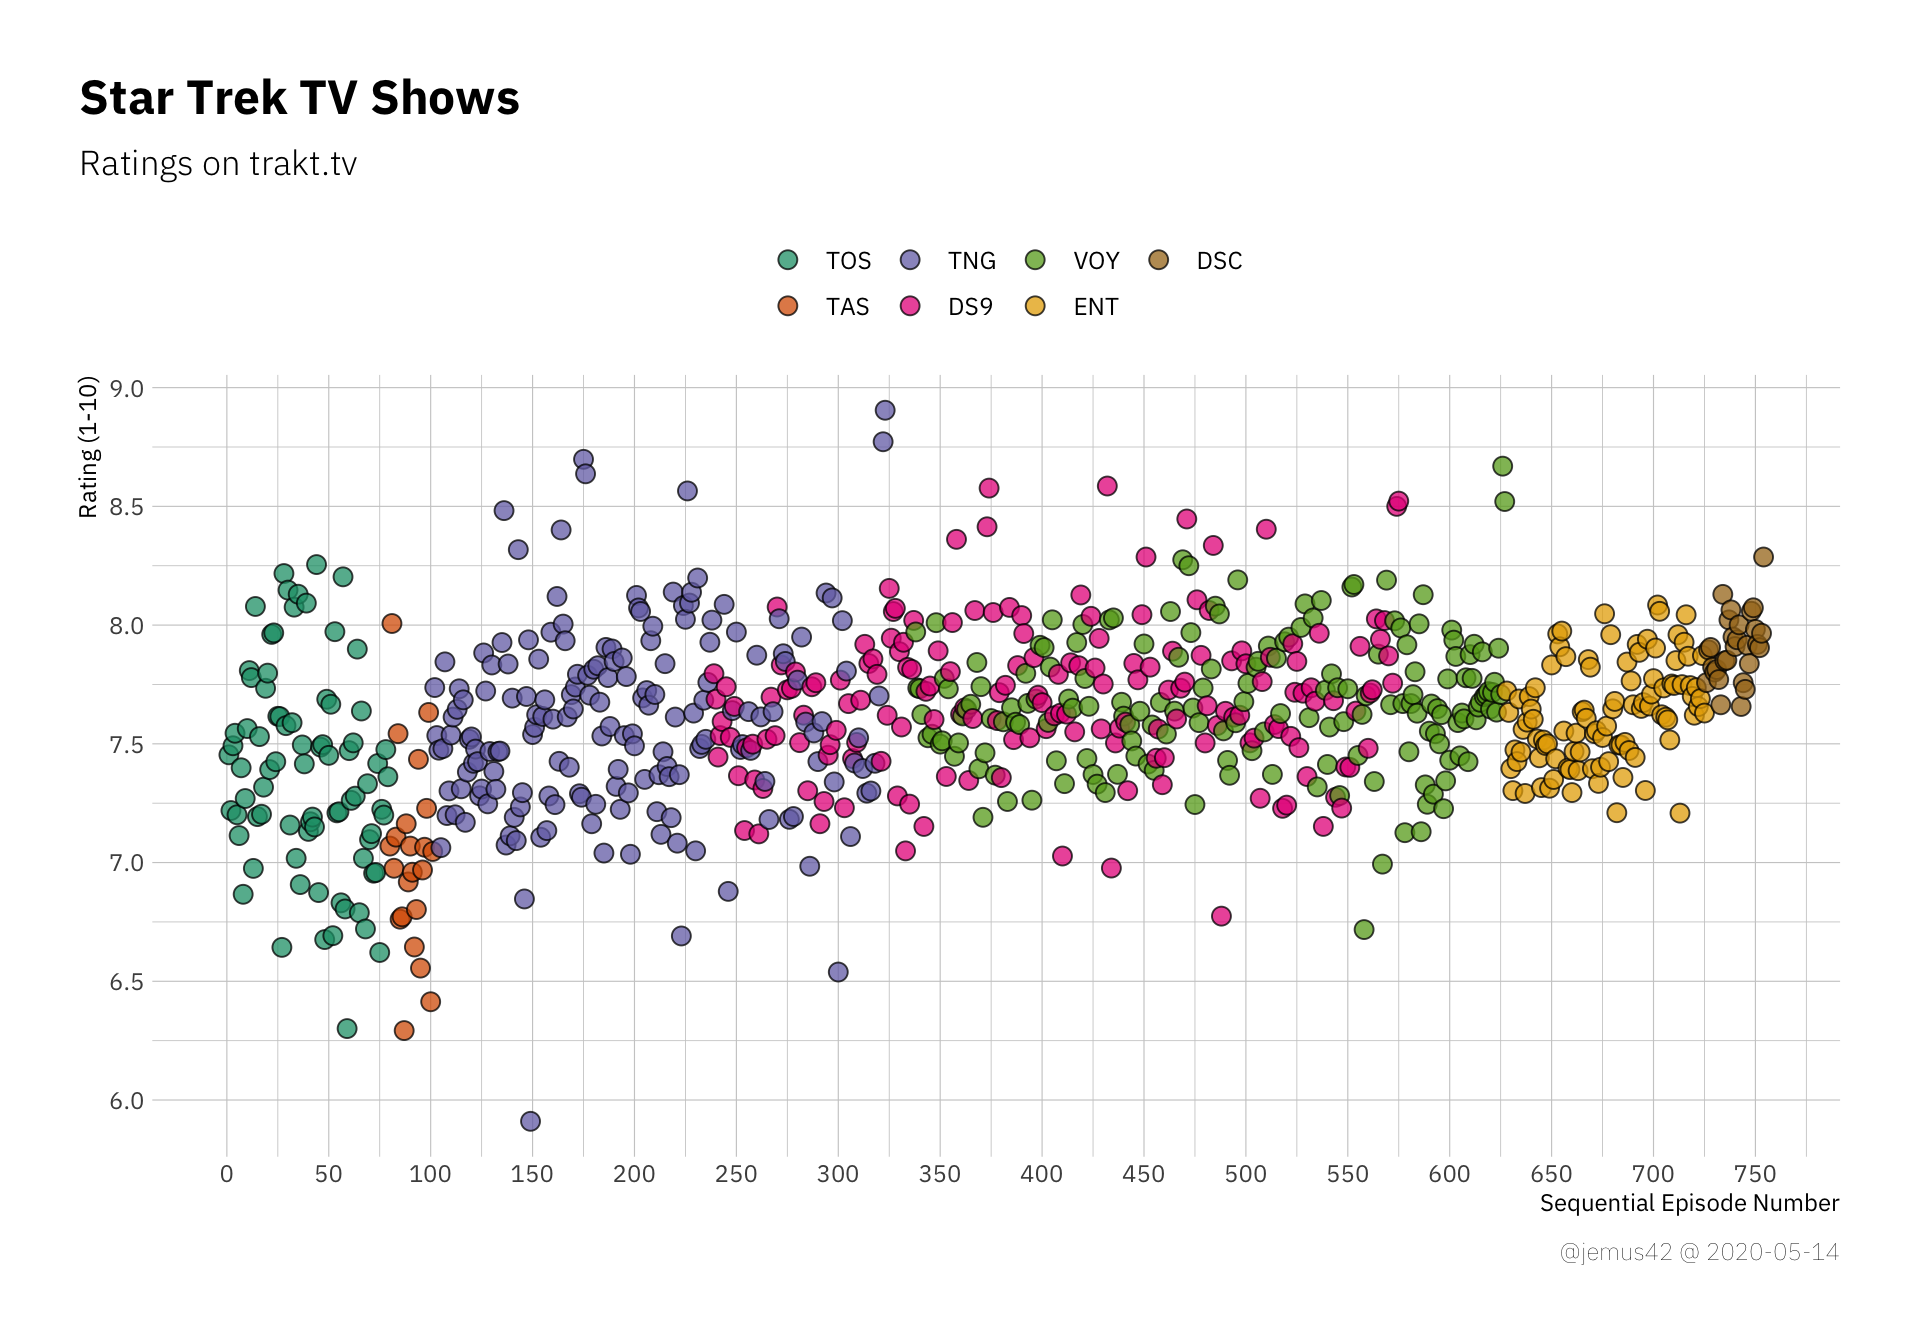 Star Trek TV Shows
Ratings on trakt.tv
TOS TNG VOY DSC
TAS DS9 ENT
Rating (1-10)
9.0
8.5
8.0
7.5
7.0
6.5
6.0
0 50 100 150 200 250 300 350 400 450 500 550 600 650 700 750
Sequential Episode Number
@jemus42 @ 2020-05-14